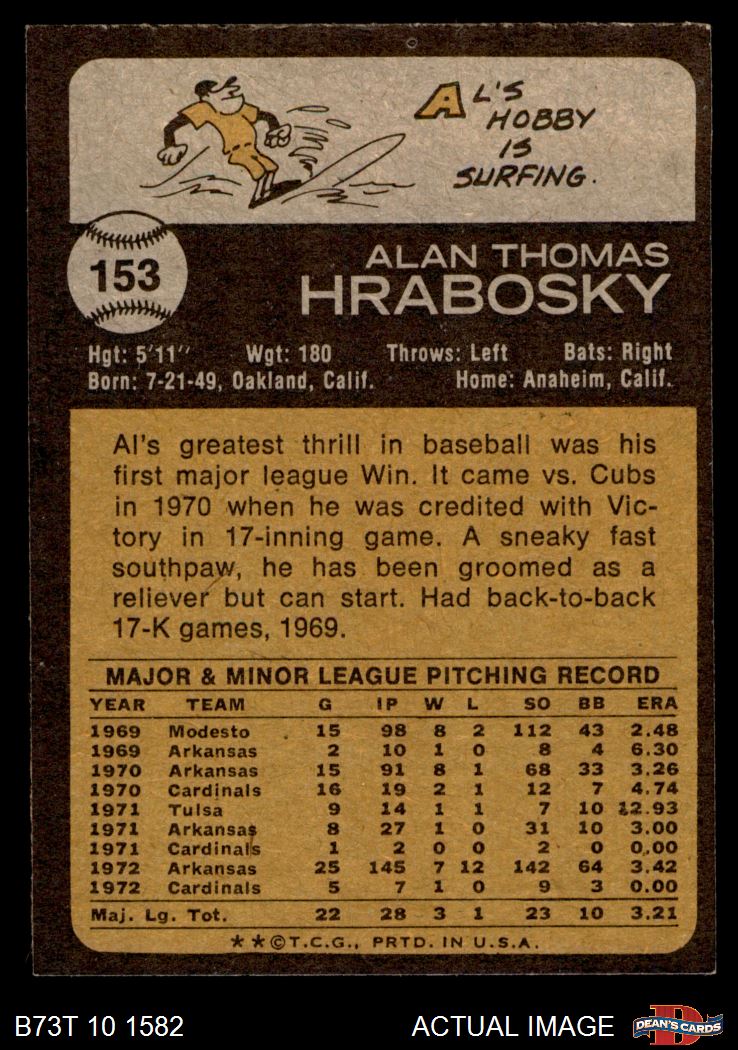 AL'S
HOBBY
IS
SURFING.
153
ALAN THOMAS
HRABOSKY
Hgt: 5'11" Wgt: 180 Throws: Left Bats: Right
Born: 7-21-49, Oakland, Calif. Home: Anaheim, Calif.
Al's greatest thrill in baseball was his
first major league Win. It came vs. Cubs
in 1970 when he was credited with Vic-
tory in 17-inning game. A sneaky fast
southpaw, he has been groomed as a
reliever but can start. Had back-to-back
17-K games, 1969.
MAJOR & MINOR LEAGUE PITCHING RECORD
YEAR TEAM G IP W L SO BB ERA
1969 Modesto 15 98 8 2 112 43 2.48
1969 Arkansas 2 10 1 0 8 4 6.30
1970 Arkansas 15 91 8 1 68 33 3.26
1970 Cardinals 16 19 2 1 12 7 4.74
1971 Tulsa 9 14 1 1 7 10 12.93
1971 Arkansas 8 27 1 0 31 10 3.00
1971 Cardinals 1 2 0 0 2 0 0.00
1972 Arkansas 25 145 7 12 142 64 3.42
1972 Cardinals 5 7 1 0 9 3 0.00
Maj. Lg. Tot. 22 28 3 1 23 10 3.21
**©T.C.G., PRTD. IN U.S.A.
B73T 10 1582 ACTUAL IMAGE D DEAN'S CARDS